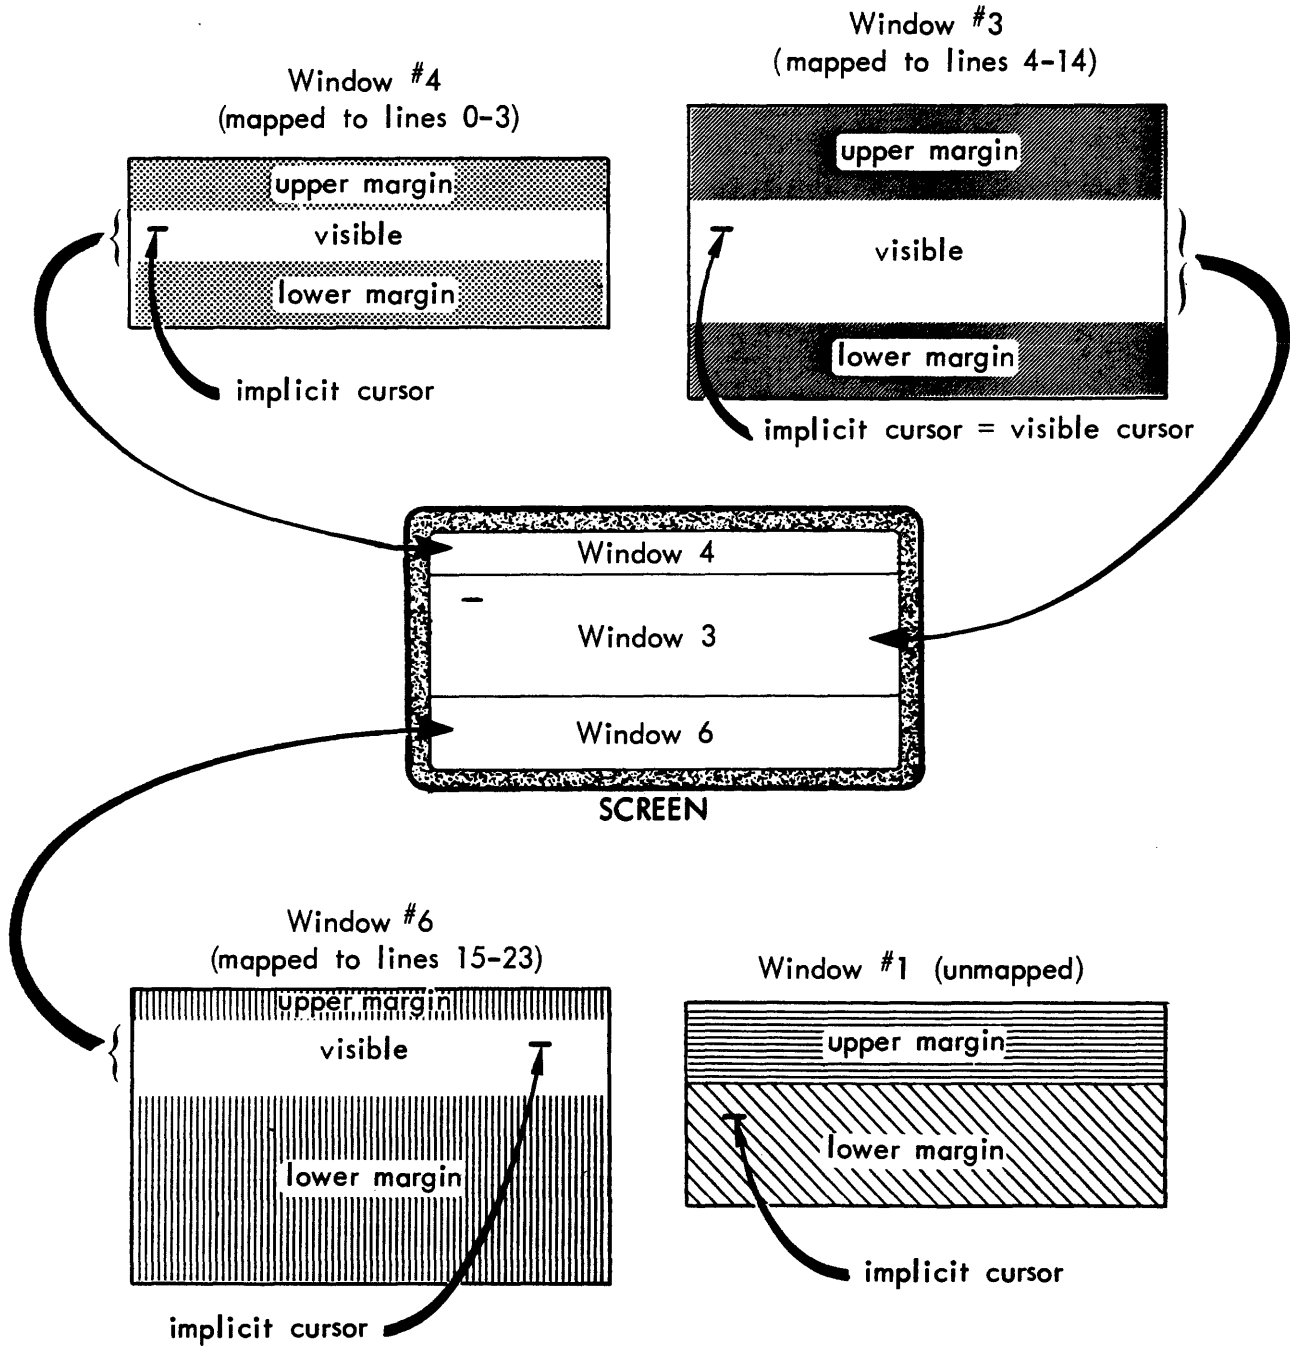 Window #4
(mapped to lines 0-3)
upper margin
visible
lower margin
implicit cursor
Window #3
(mapped to lines 4-14)
upper margin
visible
lower margin
implicit cursor = visible cursor
Window 4
Window 3
Window 6
SCREEN
Window #6
(mapped to lines 15-23)
upper margin
visible
lower margin
implicit cursor
Window #1 (unmapped)
upper margin
lower margin
implicit cursor